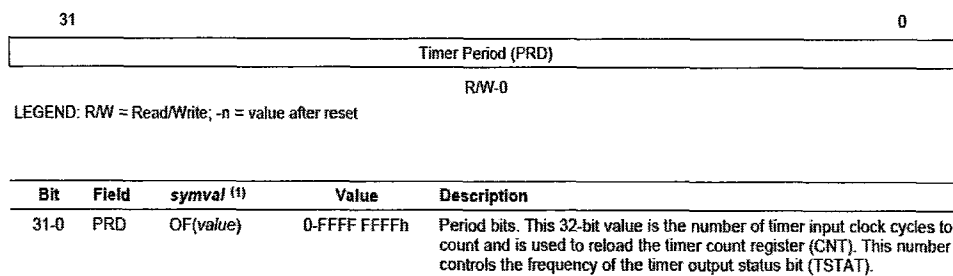 31 0
Timer Period (PRD)
R/W-0
LEGEND: R/W = Read/Write; -n = value after reset
Bit Field symval (1) Value Description
31-0 PRD OF(value) 0-FFFF FFFFh Period bits. This 32-bit value is the number of timer input clock cycles to
count and is used to reload the timer count register (CNT). This number
controls the frequency of the timer output status bit (TSTAT).